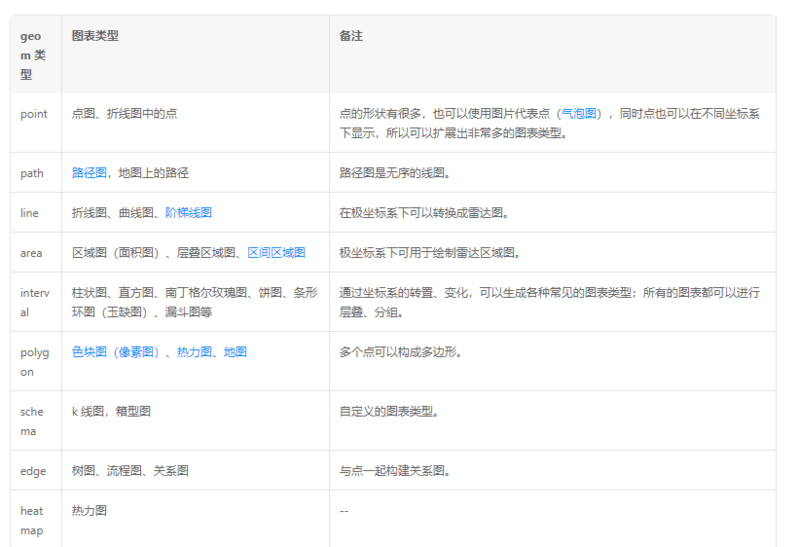 geo
m 类
型
图表类型
备注
point
点图、折线图中的点
点的形状有很多，也可以使用图片代表点（气泡图），同时点也可以在不同坐标系
下显示，所以可以扩展出非常多的图表类型。
path
路径图，地图上的路径
路径图是无序的线图。
line
折线图、曲线图、阶梯线图
在极坐标系下可以转换成雷达图。
area
区域图（面积图）、层叠区域图、区间区域图
极坐标系下可用于绘制雷达区域图。
interv
al
柱状图、直方图、南丁格尔玫瑰图、饼图、条形
环图（玉缺图）、漏斗图等
通过坐标系的转置、变化，可以生成各种常见的图表类型；所有的图表都可以进行
层叠、分组。
polyg
on
色块图（像素图）、热力图、地图
多个点可以构成多边形。
sche
ma
k 线图，箱型图
自定义的图表类型。
edge
树图、流程图、关系图
与点一起构建关系图。
heat
map
热力图
--